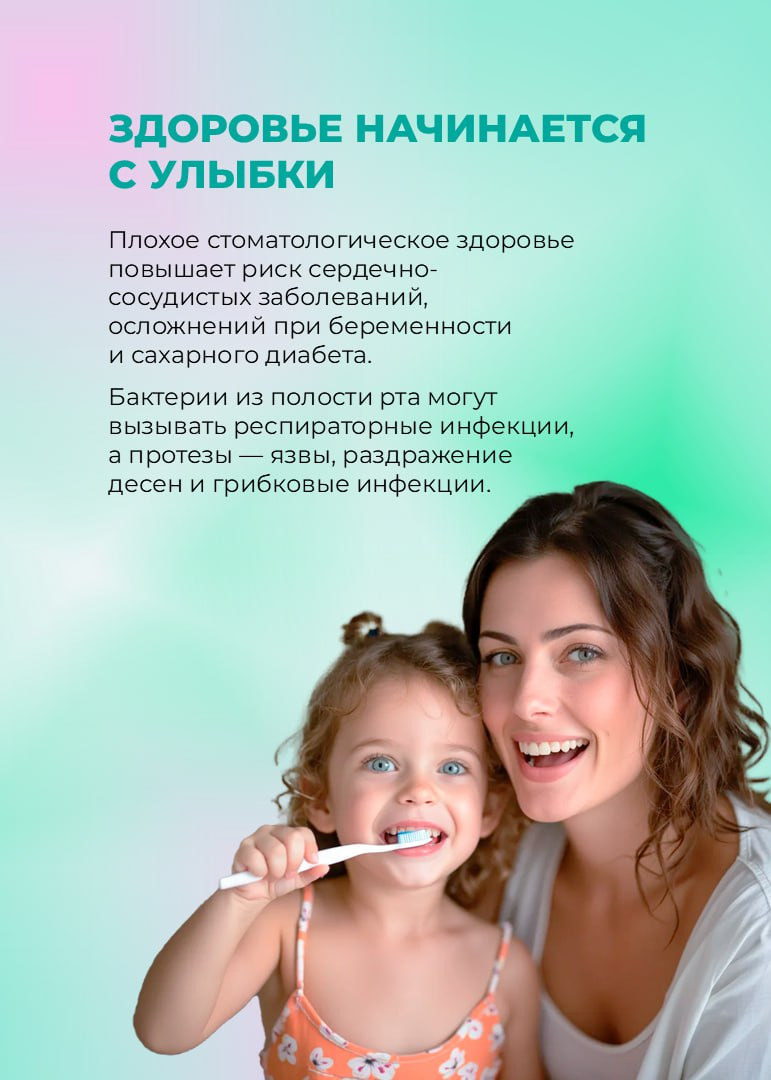 ЗДОРОВЬЕ НАЧИНАЕТСЯ
С УЛЫБКИ
Плохое стоматологическое здоровье
повышает риск сердечно-
сосудистых заболеваний,
осложнений при беременности
и сахарного диабета.
Бактерии из полости рта могут
вызывать респираторные инфекции,
а протезы — язвы, раздражение
десен и грибковые инфекции.